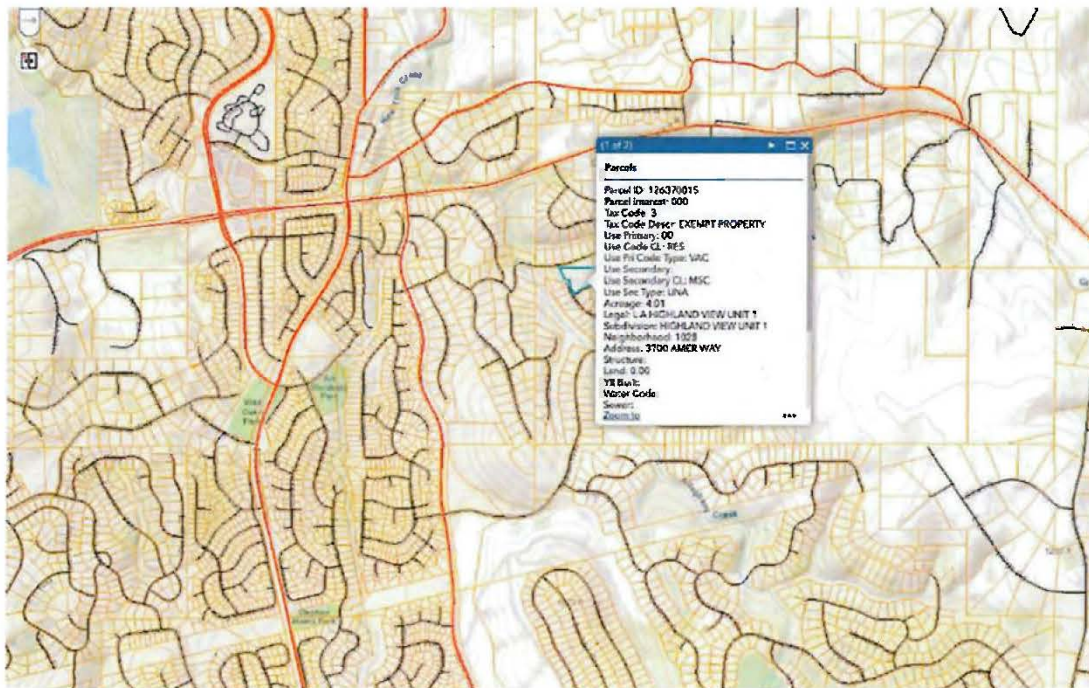 (1 of 2)
Parcels
Parcel ID: 126370015
Parcel Interest: 000
Tax Code: 3
Tax Code Descr: EXEMPT PROPERTY
Use Primary: 00
Use Code CL: RES
Use Pri Code Type: VAC
Use Secondary:
Use Secondary CL: MSC
Use Sec Type: UNA
Acreage: 4.01
Legal: L A HIGHLAND VIEW UNIT 1
Subdivision: HIGHLAND VIEW UNIT 1
Neighborhood: 1028
Address: 3700 AMER WAY
Structure:
Land: 0.00
YR Built:
Water Code:
Sewer:
Zoom to
Creek
Park
Park